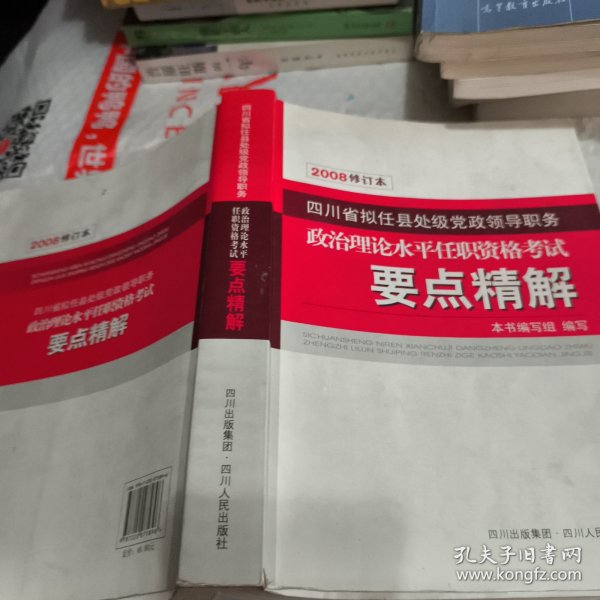 高等教育出版
2008修订本
四川省拟任县处级党政领导职务
政治理论水平任职资格考试
要点精解
本书编写组 编写
SICHUANSHENG NIREN XIANCHUJI DANGZHENG LINGDAO ZHIWU
ZHENGZHI LILUN SHUIPING RENZHI ZIGE KAOSHI YAODIAN JINGJIE
四川出版集团·四川人民
四川省拟任县处级党政领导职务
政治理论水平
任职资格考试
要点精解
四川出版集团·四川人民出版社
2008修订本
四川省拟任县处级党政领导职务
政治理论水平任职资格考试
要点精解
孔夫子旧书网
www.kongfz.com